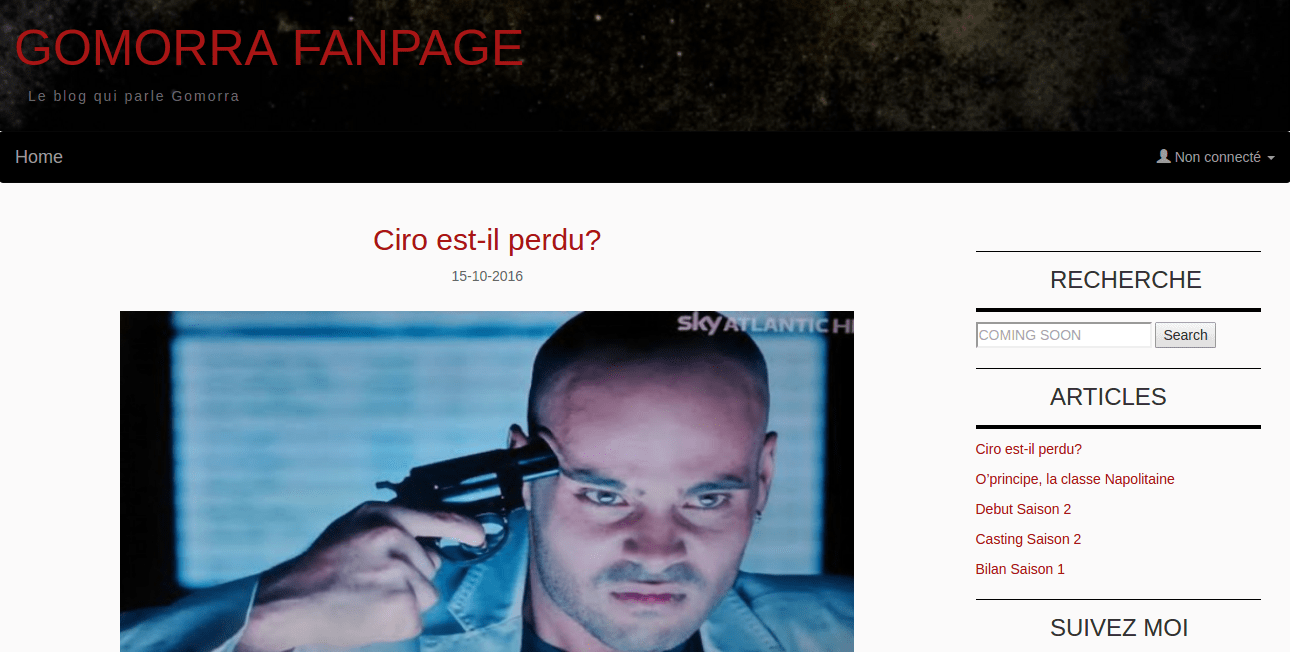 GOMORRA FANPAGE
Le blog qui parle Gomorra
Home
Non connecté
Ciro est-il perdu?
15-10-2016
sky ATLANTIC H
RECHERCHE
COMING SOON
Search
ARTICLES
Ciro est-il perdu?
O'principe, la classe Napolitaine
Debut Saison 2
Casting Saison 2
Bilan Saison 1
SUIVEZ MOI